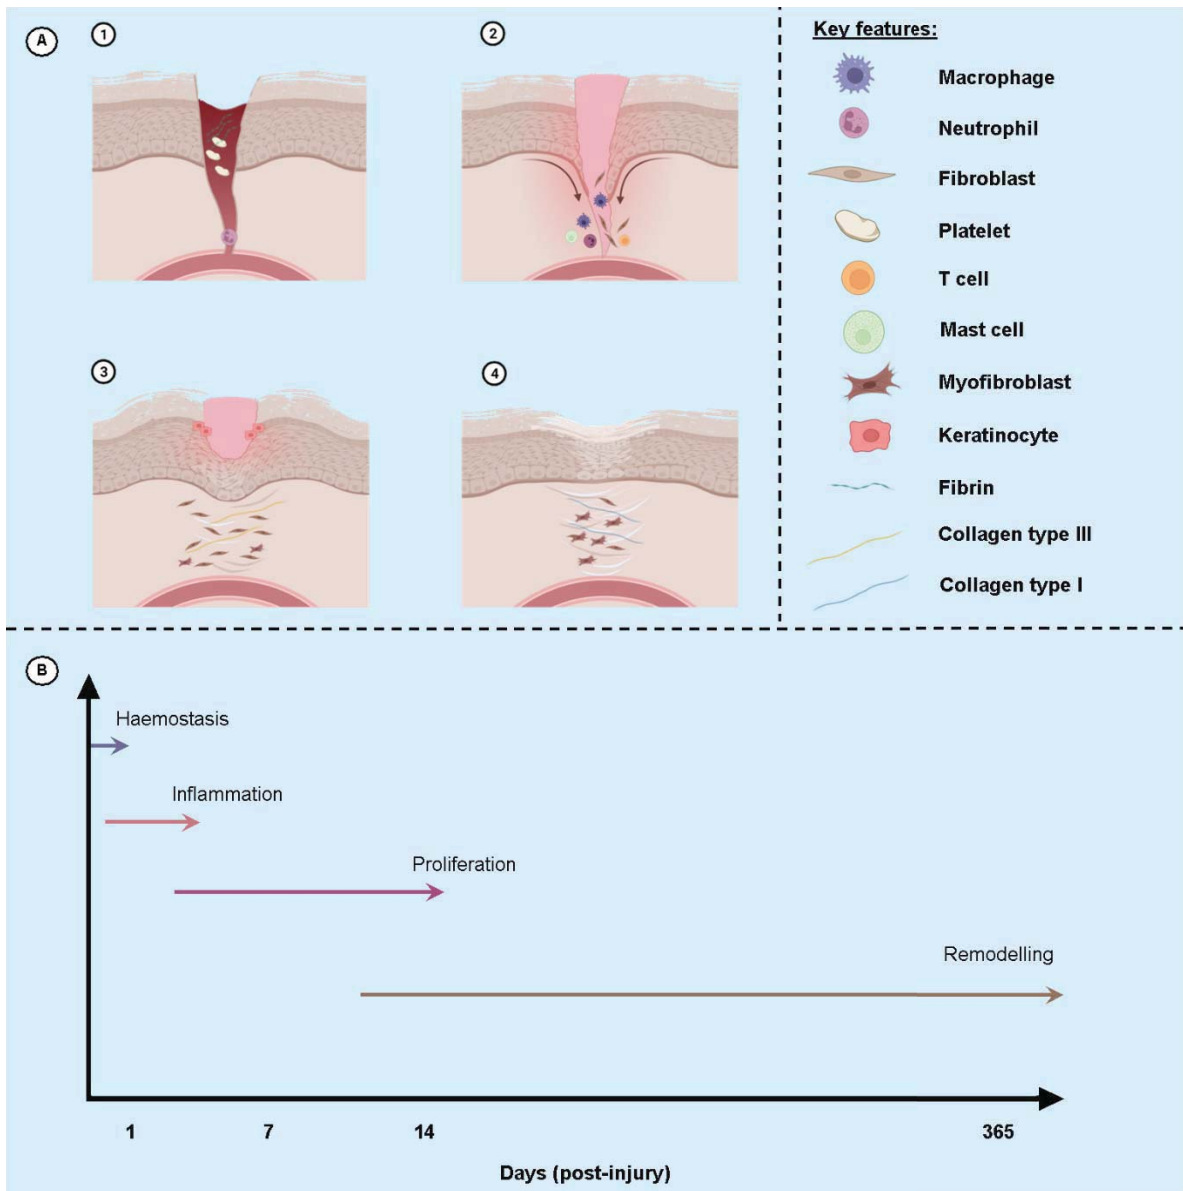 A
1
2
3
4
Key features:
Macrophage
Neutrophil
Fibroblast
Platelet
T cell
Mast cell
Myofibroblast
Keratinocyte
Fibrin
Collagen type III
Collagen type I
B
Haemostasis
Inflammation
Proliferation
Remodelling
1 7 14 365
Days (post-injury)